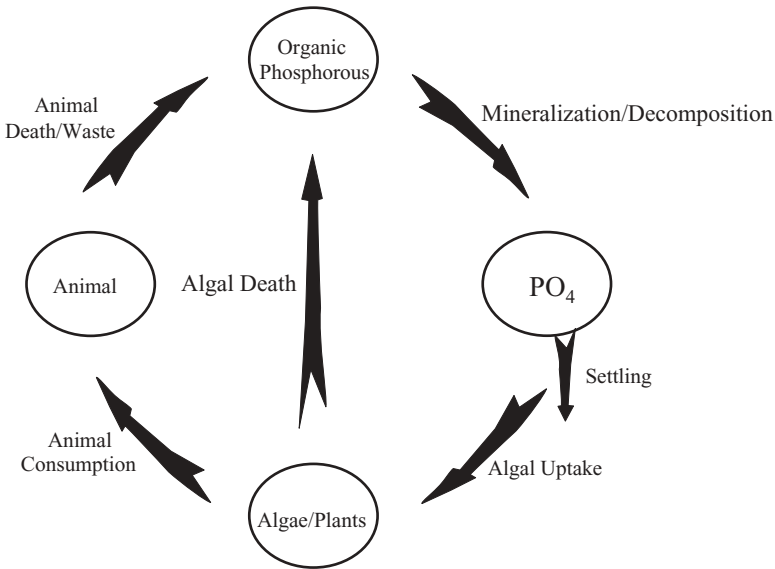 Organic
Phosphorous
Animal
Death/Waste
Mineralization/Decomposition
Animal
Algal Death
PO₄
Settling
Animal
Consumption
Algal Uptake
Algae/Plants